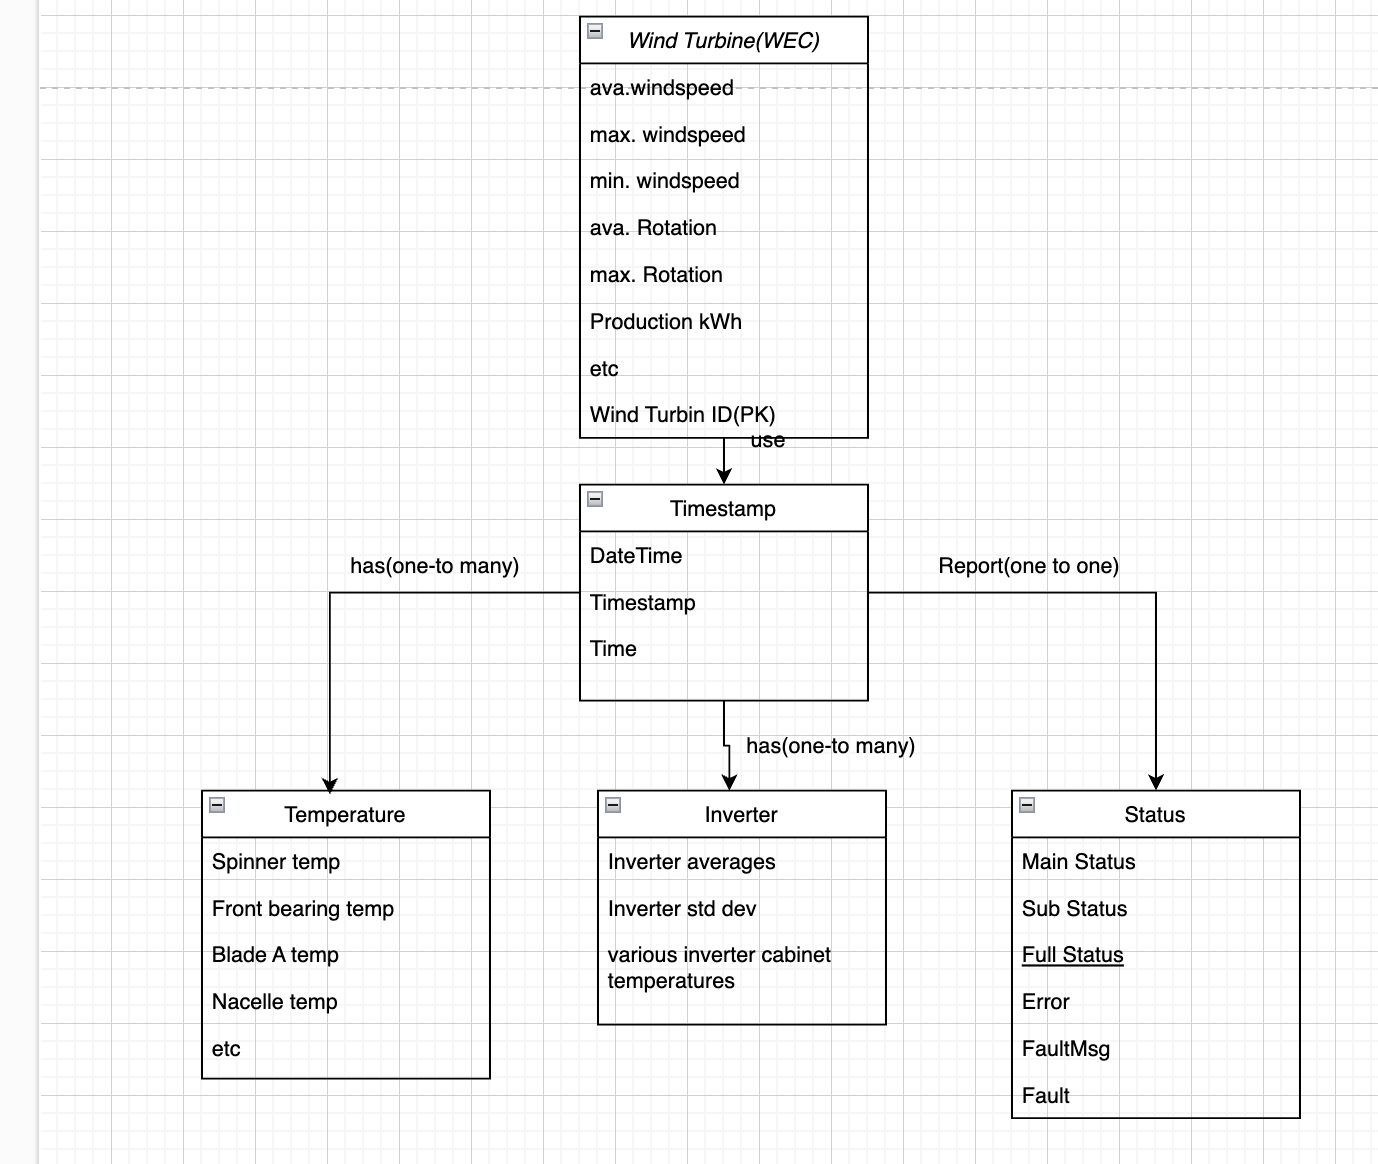 Wind Turbine(WEC)
ava.windspeed
max. windspeed
min. windspeed
ava. Rotation
max. Rotation
Production kWh
etc
Wind Turbin ID(PK)
use
Timestamp
DateTime
Timestamp
Time
has(one-to many)
Report(one to one)
has(one-to many)
Temperature
Spinner temp
Front bearing temp
Blade A temp
Nacelle temp
etc
Inverter
Inverter averages
Inverter std dev
various inverter cabinet
temperatures
Status
Main Status
Sub Status
Full Status
Error
FaultMsg
Fault